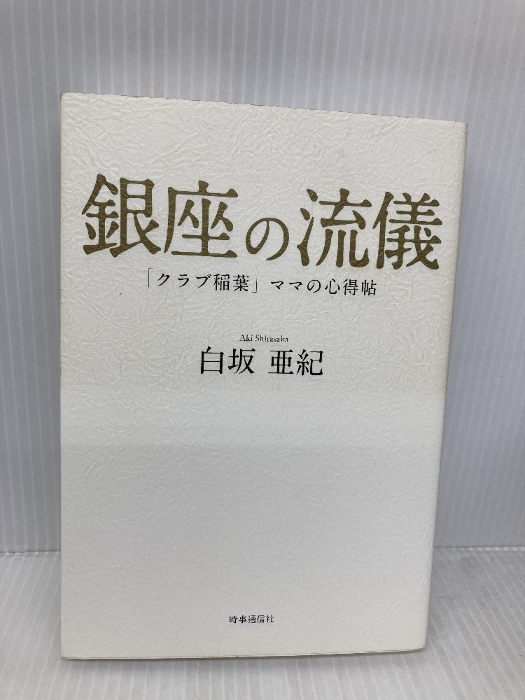 銀座の流儀
「クラブ稲葉」ママの心得帖
Aki Shirasaka
白坂 亜紀
時事通信社